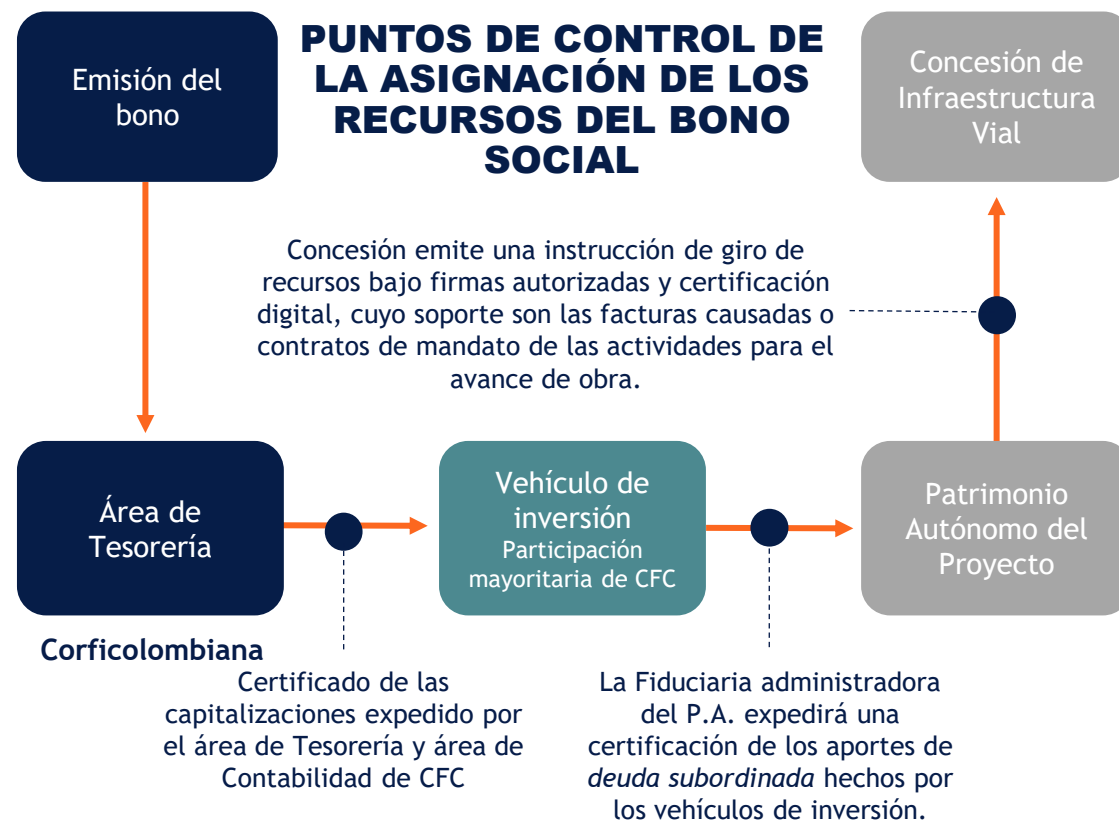 PUNTOS DE CONTROL DE
LA ASIGNACIÓN DE LOS
RECURSOS DEL BONO
SOCIAL
Emisión del
bono
Concesión de
Infraestructura
Vial
Concesión emite una instrucción de giro de
recursos bajo firmas autorizadas y certificación
digital, cuyo soporte son las facturas causadas o
contratos de mandato de las actividades para el
avance de obra.
Área de
Tesorería
Vehículo de
inversión
Participación
mayoritaria de CFC
Patrimonio
Autónomo del
Proyecto
Corficolombiana
Certificado de las
capitalizaciones expedido por
el área de Tesorería y área de
Contabilidad de CFC
La Fiduciaria administradora
del P.A. expedirá una
certificación de los aportes de
deuda subordinada hechos por
los vehículos de inversión.